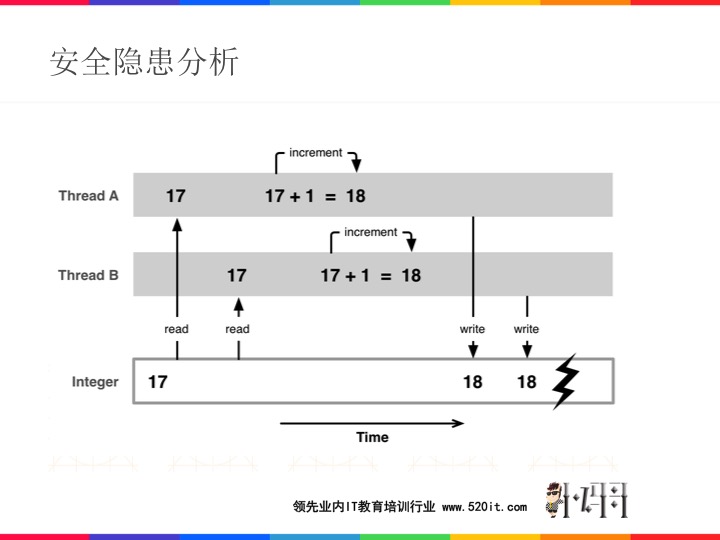 安全隐患分析
increment
Thread A 17 17 + 1 = 18
increment
Thread B 17 17 + 1 = 18
read read write write
Integer 17 18 18
Time
领先业内IT教育培训行业 www.520it.com
小码哥